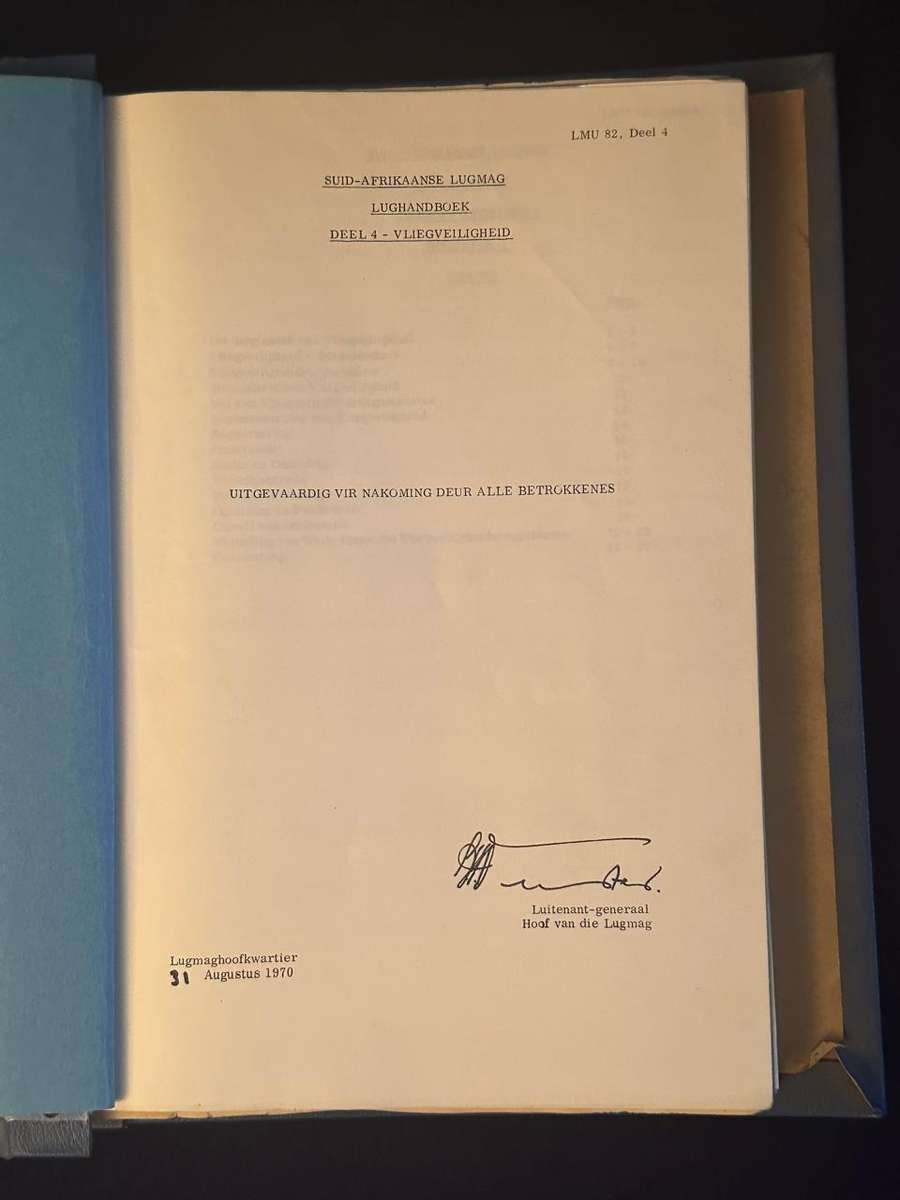 LMU 82, Deel 4
SUID-AFRIKAANSE LUGMAG
LUGHANDBOEK
DEEL 4 - VLIEGVEILIGHEID
UITGEVAARDIG VIR NAKOMING DEUR ALLE BETROKKENES
Luitenant-generaal
Hoof van die Lugmag
Lugmaghoofkwartier
31 Augustus 1970